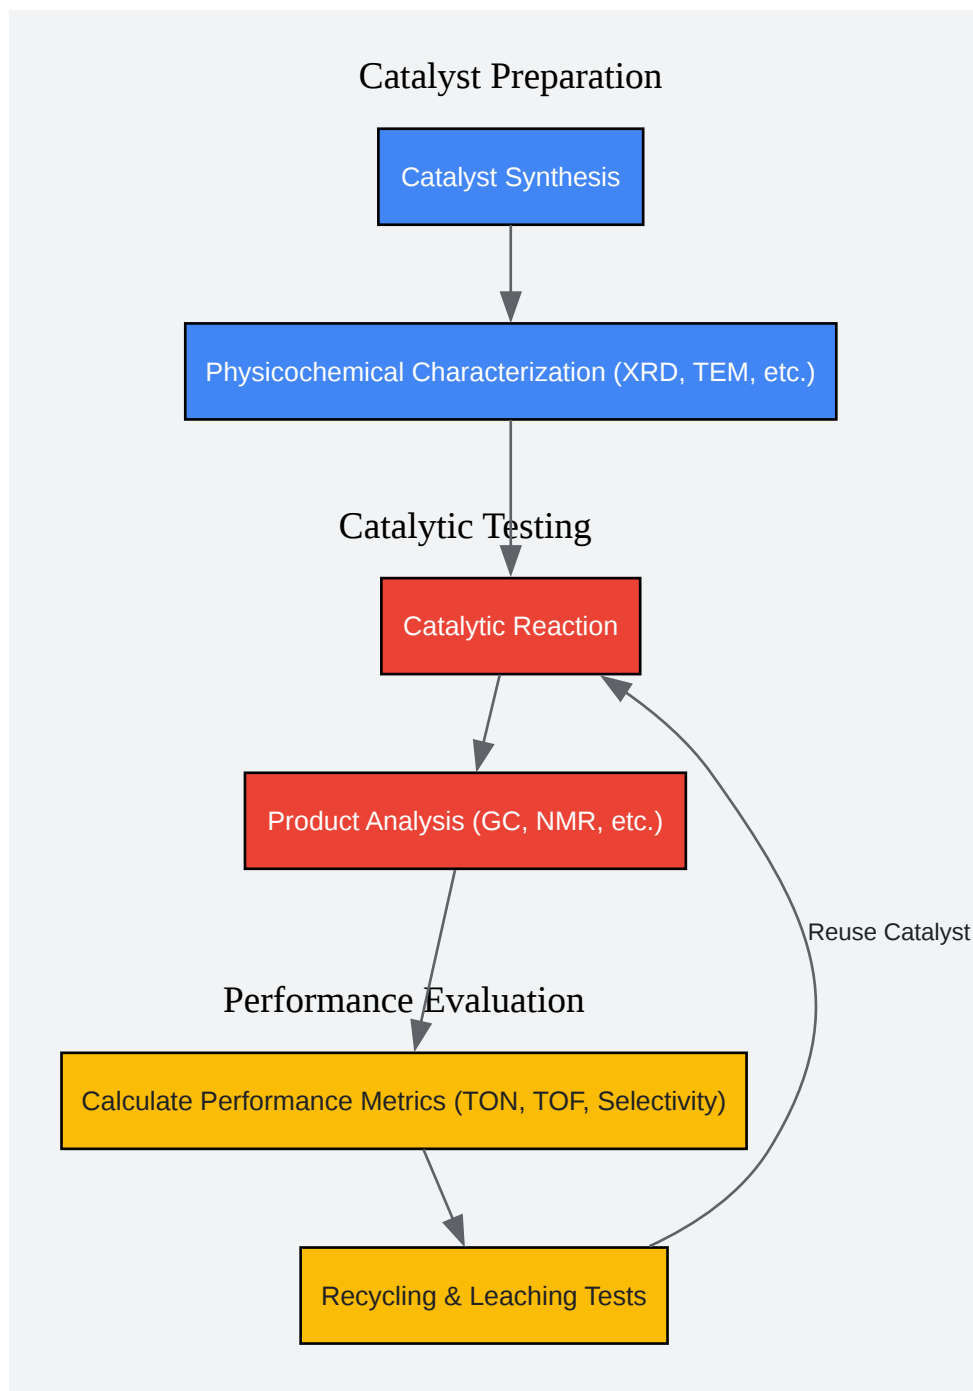 Catalyst Preparation
Catalyst Synthesis
Physicochemical Characterization (XRD, TEM, etc.)
Catalytic Testing
Catalytic Reaction
Product Analysis (GC, NMR, etc.)
Reuse Catalyst
Performance Evaluation
Calculate Performance Metrics (TON, TOF, Selectivity)
Recycling & Leaching Tests